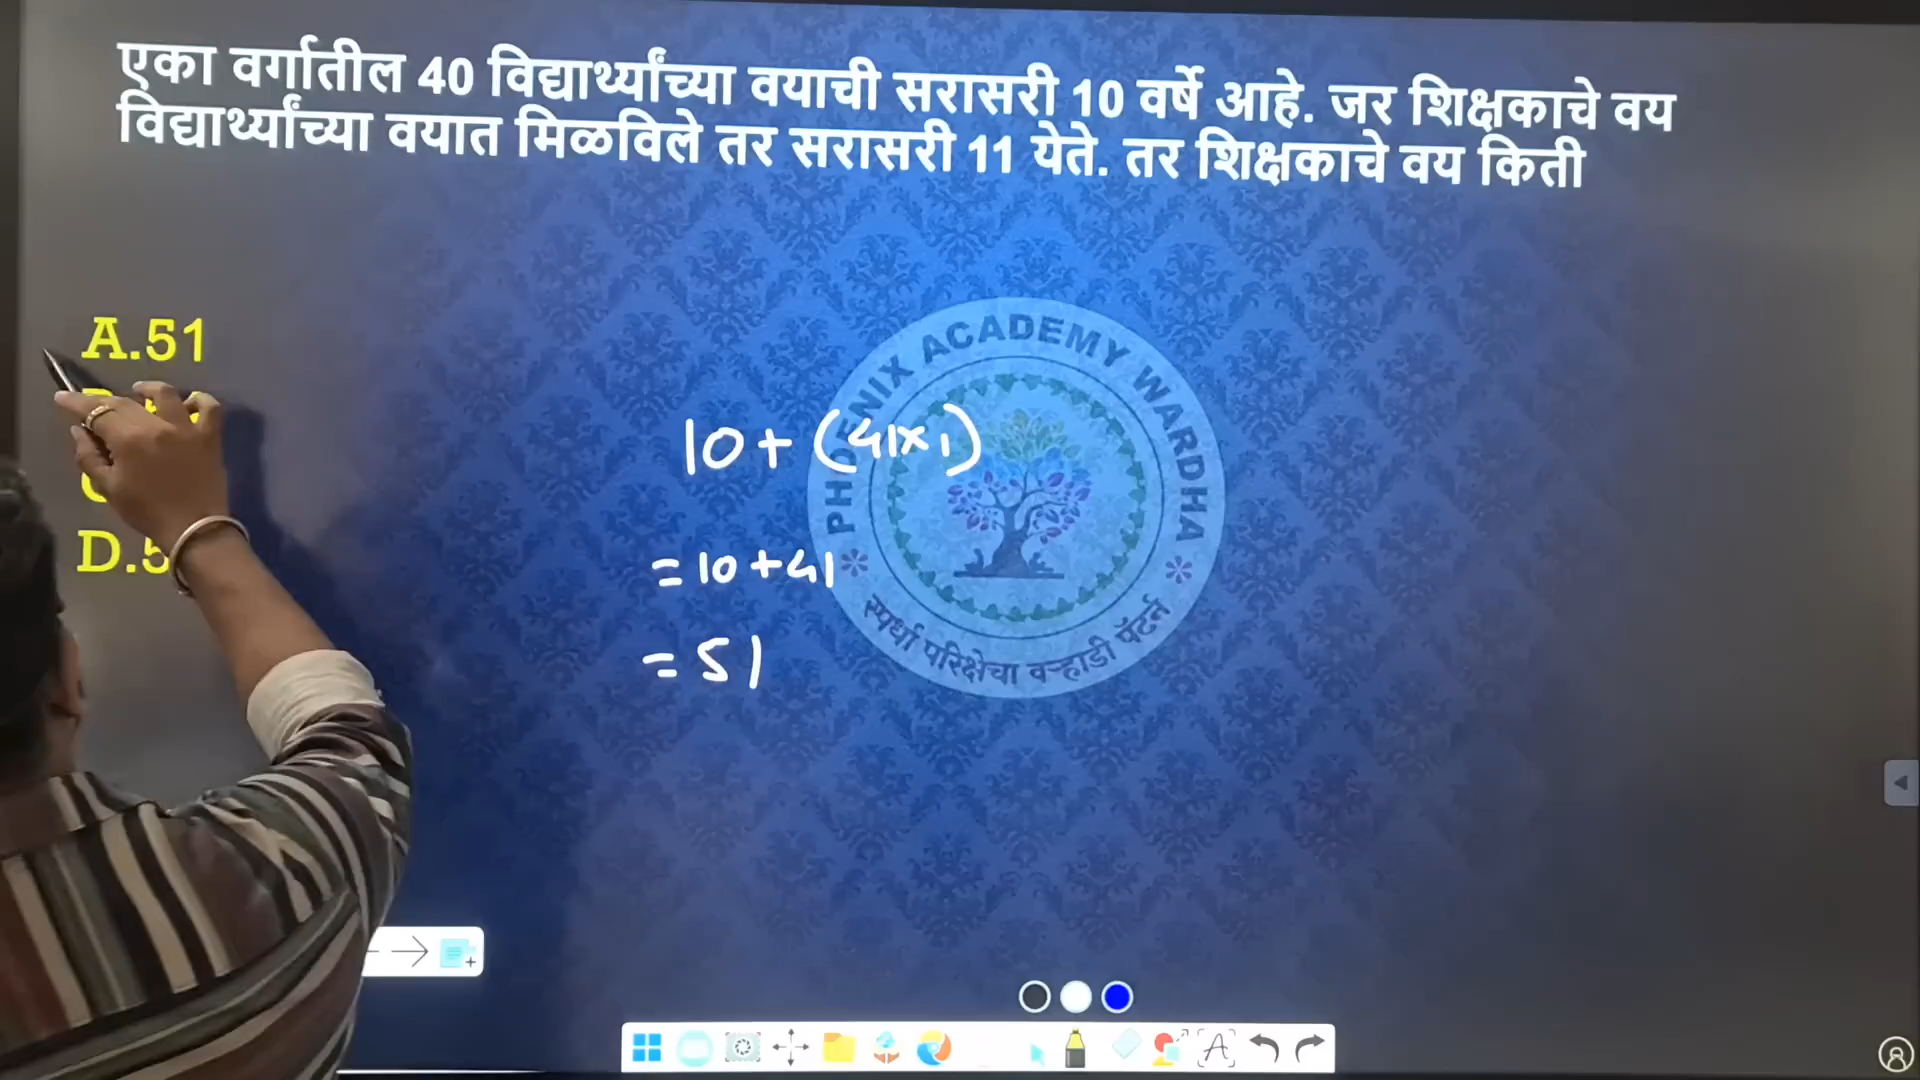 एका वर्गातील 40 विद्यार्थ्यांच्या वयाची सरासरी 10 वर्षे आहे. जर शिक्षकाचे वय
विद्यार्थ्यांच्या वयात मिळविले तर सरासरी 11 येते. तर शिक्षकाचे वय किती
A.51
D.5
10+(41×1)
=10+41
=51
PHOENIX ACADEMY WARDHA
स्पर्धा परिक्षेचा वऱ्हाडी पॅटर्न